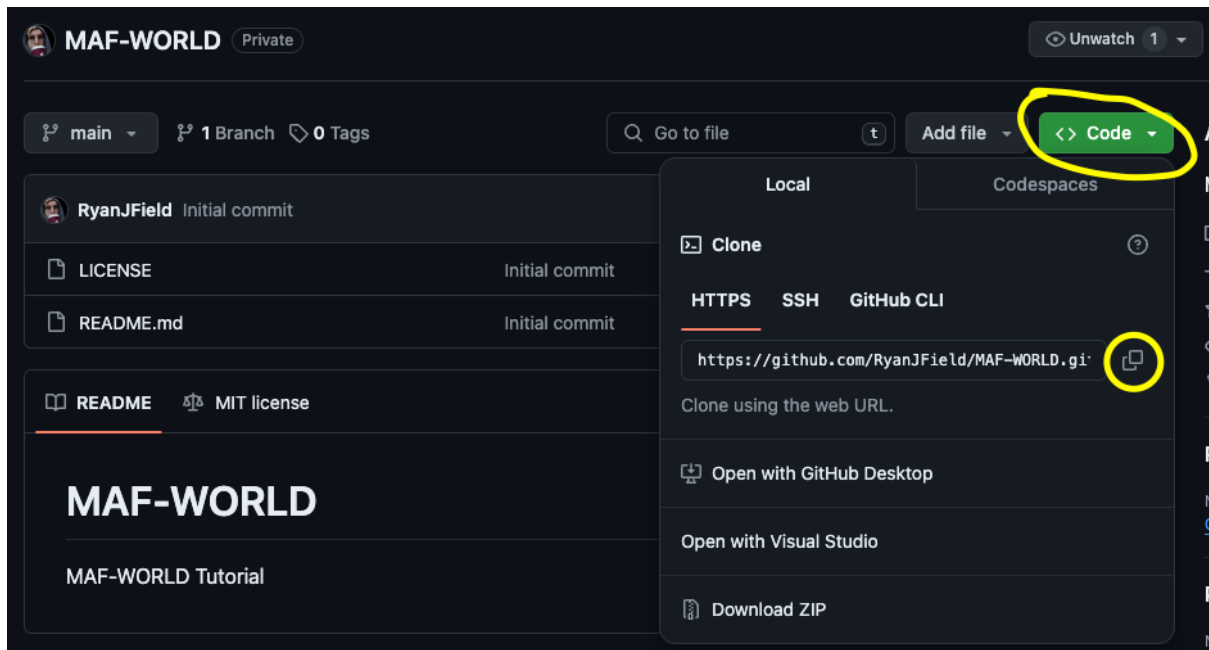 MAF-WORLD Private
Unwatch 1
main
1 Branch
0 Tags
Go to file t
Add file
<> Code
Local
Codespaces
RyanJField Initial commit
Clone
LICENSE Initial commit
HTTPS SSH GitHub CLI
README.md Initial commit
https://github.com/RyanJField/MAF-WORLD.gi
README
MIT license
Clone using the web URL.
Open with GitHub Desktop
MAF-WORLD
Open with Visual Studio
MAF-WORLD Tutorial
Download ZIP